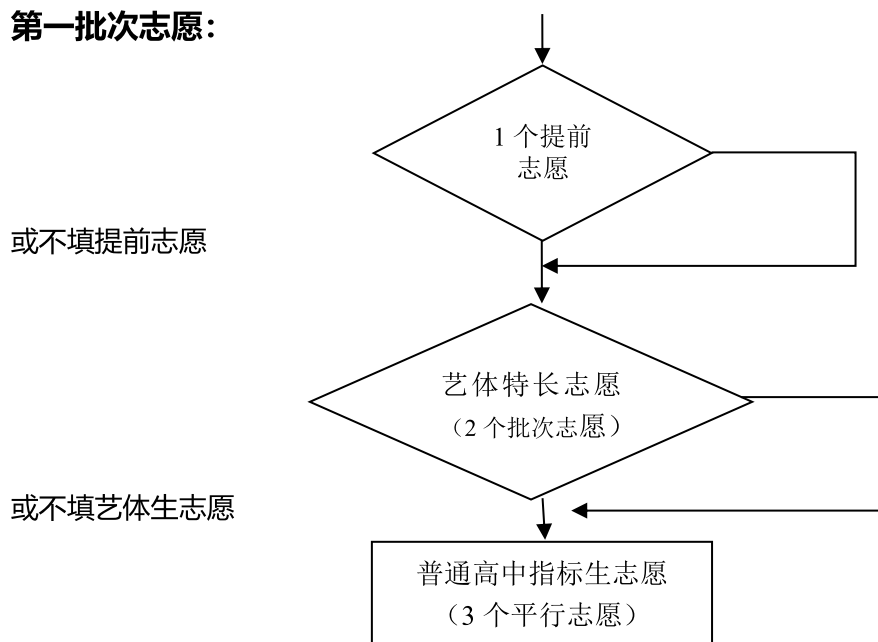 第一批次志愿：
1 个提前
志愿
或不填提前志愿
艺体特长志愿
（2 个批次志愿）
或不填艺体生志愿
普通高中指标生志愿
（3 个平行志愿）